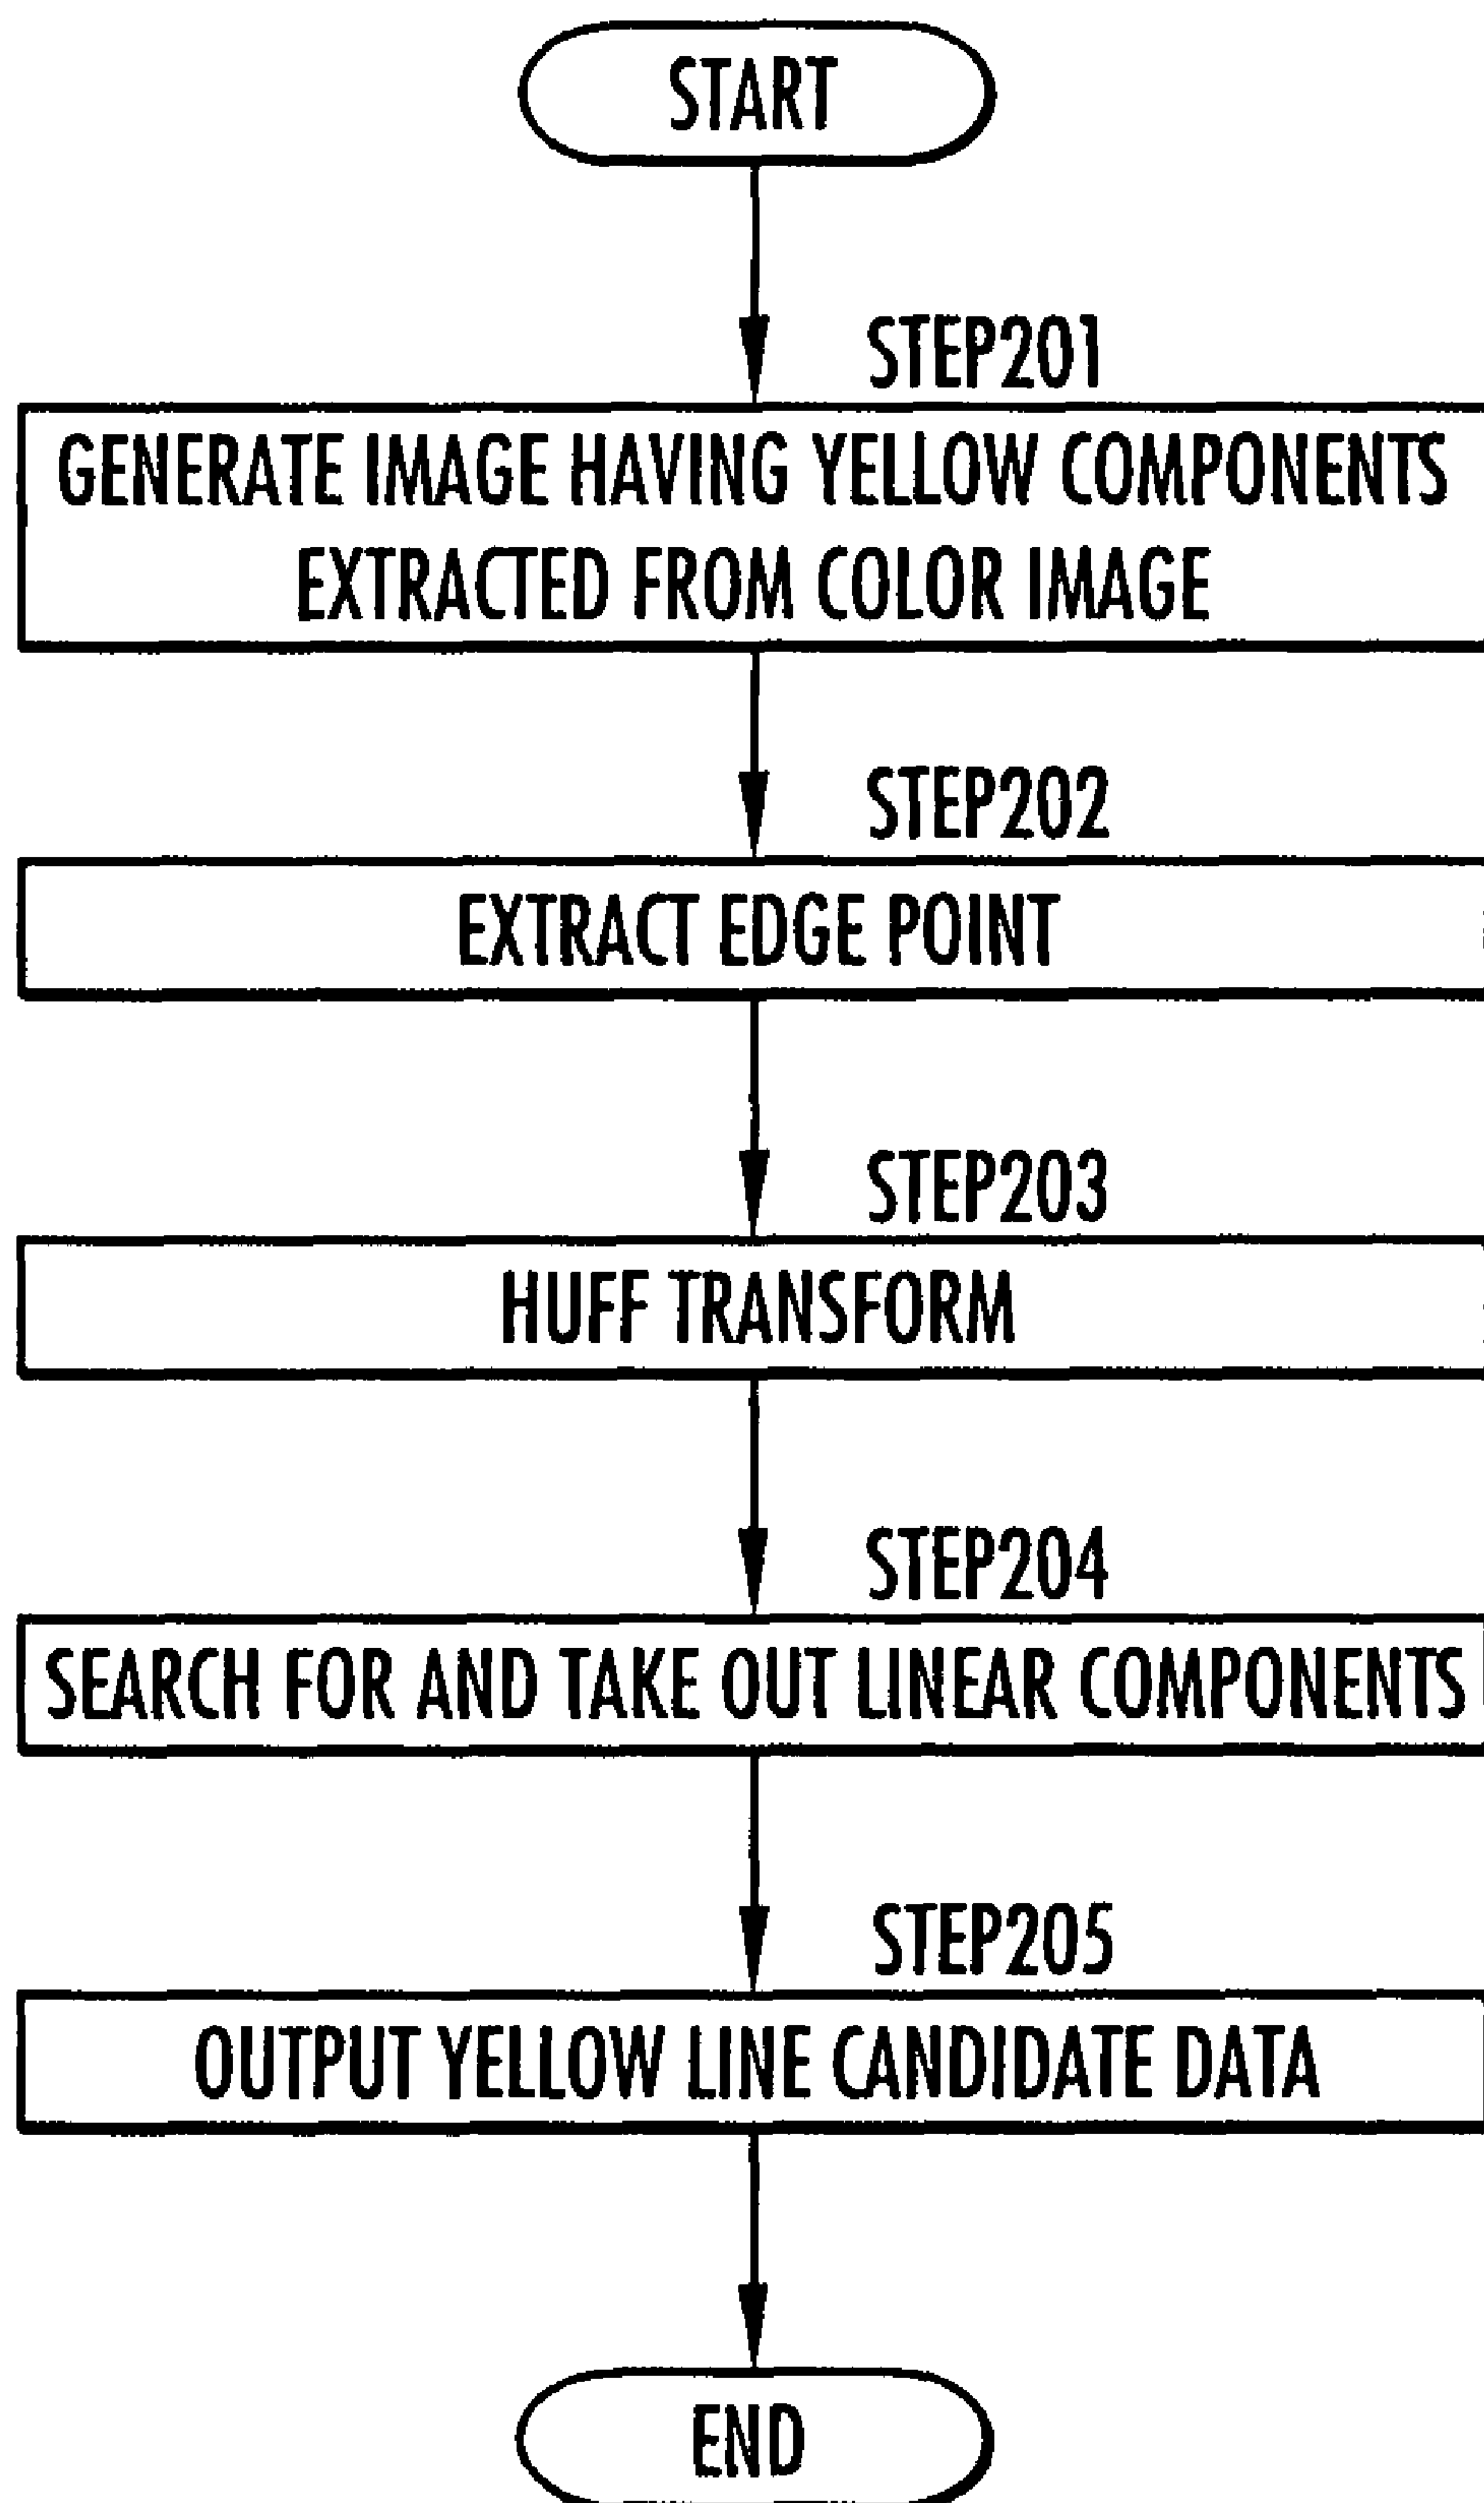 START
STEP201
GENERATE IMAGE HAVING YELLOW COMPONENTS
EXTRACTED FROM COLOR IMAGE
STEP202
EXTRACT EDGE POINT
STEP203
HUFF TRANSFORM
STEP204
SEARCH FOR AND TAKE OUT LINEAR COMPONENTS
STEP205
OUTPUT YELLOW LINE CANDIDATE DATA
END